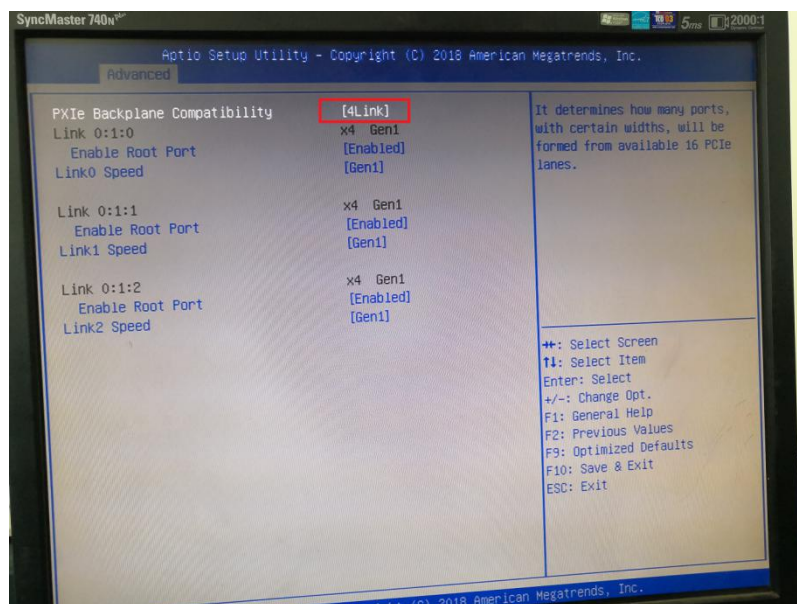 SyncMaster 740N
5ms 2000:1
Aptio Setup Utility - Copyright (C) 2018 American Megatrends, Inc.
Advanced
PXIe Backplane Compatibility [4Link]
Link 0:1:0 x4 Gen1
Enable Root Port [Enabled]
Link0 Speed [Gen1]
Link 0:1:1 x4 Gen1
Enable Root Port [Enabled]
Link1 Speed [Gen1]
Link 0:1:2 x4 Gen1
Enable Root Port [Enabled]
Link2 Speed [Gen1]
It determines how many ports,
with certain widths, will be
formed from available 16 PCIe
lanes.
→←: Select Screen
↑↓: Select Item
Enter: Select
+/-: Change Opt.
F1: General Help
F2: Previous Values
F9: Optimized Defaults
F10: Save & Exit
ESC: Exit
(C) 2018 American Megatrends, Inc.